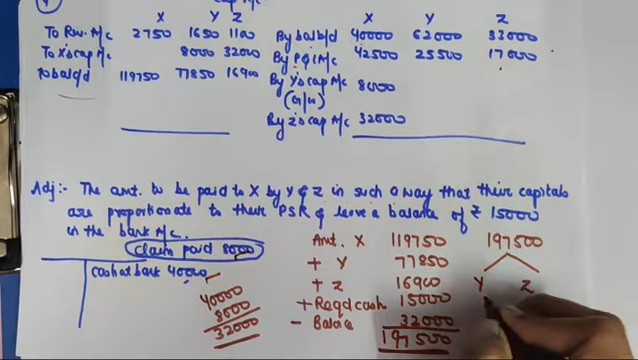 X Y Z X Y Z
To Rev. A/c 2750 1650 1100 By bal b/d 40000 62000 33000
To X's cap A/c 8000 32000 By P&L A/c 42500 25500 17000
To bal c/d 119750 77850 16900 By Y's cap A/c 8000
(G/W)
By Z's cap A/c 32000
Adj:- The amt. to be paid to X by Y & Z in such a way that their capitals
are proportionate to their PSR & leave a balance of ₹ 15000
in the bank A/c.
claim paid 8000
cash at bank 40000
40000
8000
32000
Amt. X 119750
+ Y 77850
+ Z 16900
+ Reqd cash 15000
- Balance 32000
197500
197500
Y Z